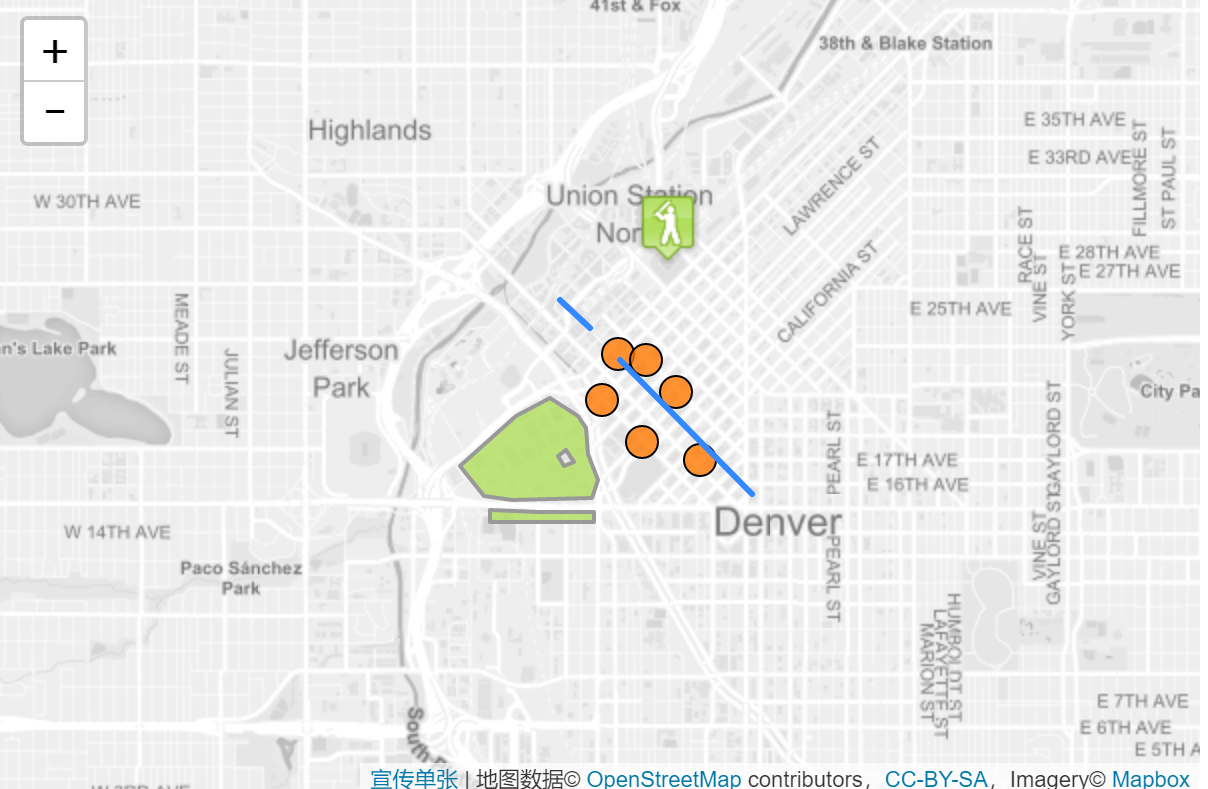 41st & Fox
+
38th & Blake Station
−
Highlands
E 35TH AVE
E 33RD AVE
FILLMORE ST
ST PAUL ST
LAWRENCE ST
W 30TH AVE
Union Station
Nor
RACE ST
VINE ST
YORK ST
E 28TH AVE
E 27TH AVE
CALIFORNIA ST
E 25TH AVE
MEADE ST
n's Lake Park
JULIAN ST
Jefferson
Park
City Pa
GAYLORD ST
PEARL ST
E 17TH AVE
E 16TH AVE
W 14TH AVE
Denver
VINE ST
GAYLORD ST
PEARL ST
Paco Sánchez
Park
HUMBOLDT ST
LAFAYETTE ST
MARION ST
E 7TH AVE
South
E 6TH AVE
E 5TH A
宣传单张 | 地图数据© OpenStreetMap contributors，CC-BY-SA，Imagery© Mapbox